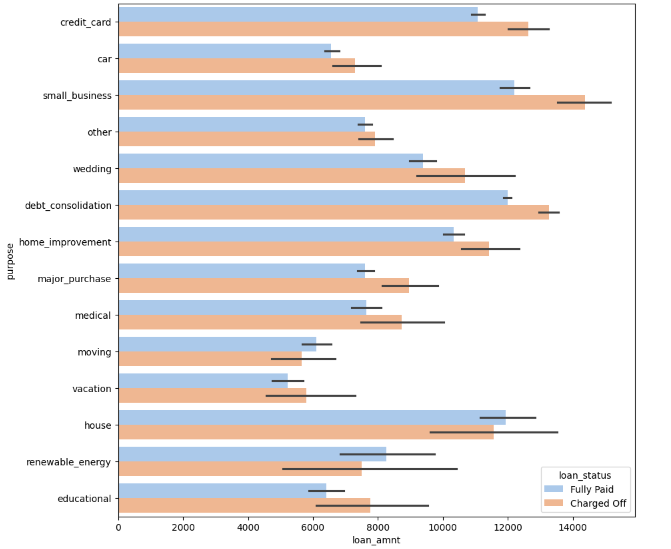 credit_card
car
small_business
other
wedding
debt_consolidation
home_improvement
major_purchase
medical
moving
vacation
house
renewable_energy
educational
purpose
0 2000 4000 6000 8000 10000 12000 14000
loan_amnt
loan_status
Fully Paid
Charged Off